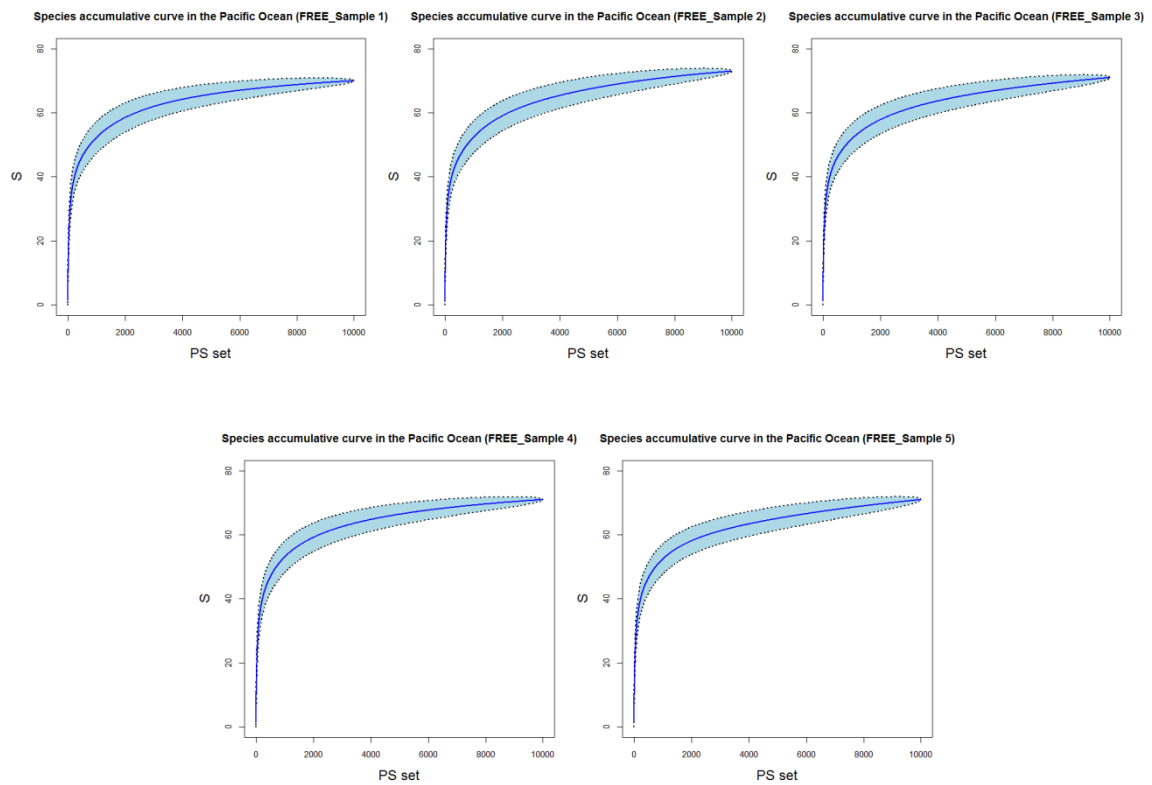 Species accumulative curve in the Pacific Ocean (FREE_Sample 1)
80
60
40
20
0
S
0 2000 4000 6000 8000 10000
PS set
Species accumulative curve in the Pacific Ocean (FREE_Sample 2)
80
60
40
20
0
S
0 2000 4000 6000 8000 10000
PS set
Species accumulative curve in the Pacific Ocean (FREE_Sample 3)
80
60
40
20
0
S
0 2000 4000 6000 8000 10000
PS set
Species accumulative curve in the Pacific Ocean (FREE_Sample 4)
80
60
40
20
0
S
0 2000 4000 6000 8000 10000
PS set
Species accumulative curve in the Pacific Ocean (FREE_Sample 5)
80
60
40
20
0
S
0 2000 4000 6000 8000 10000
PS set